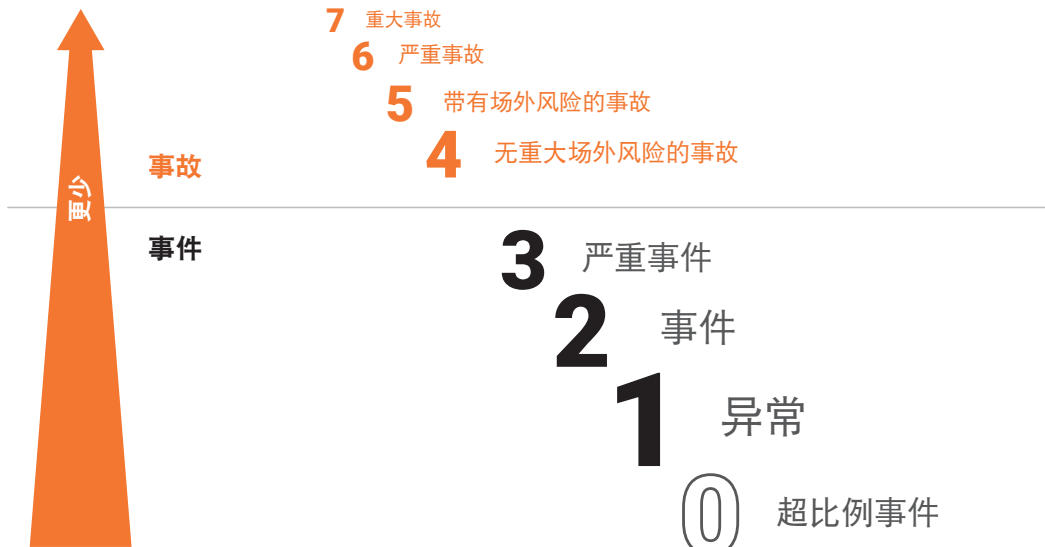 7 重大事故
6 严重事故
5 带有场外风险的事故
4 无重大场外风险的事故
事故
更少
事件
3 严重事件
2 事件
1 异常
0 超比例事件